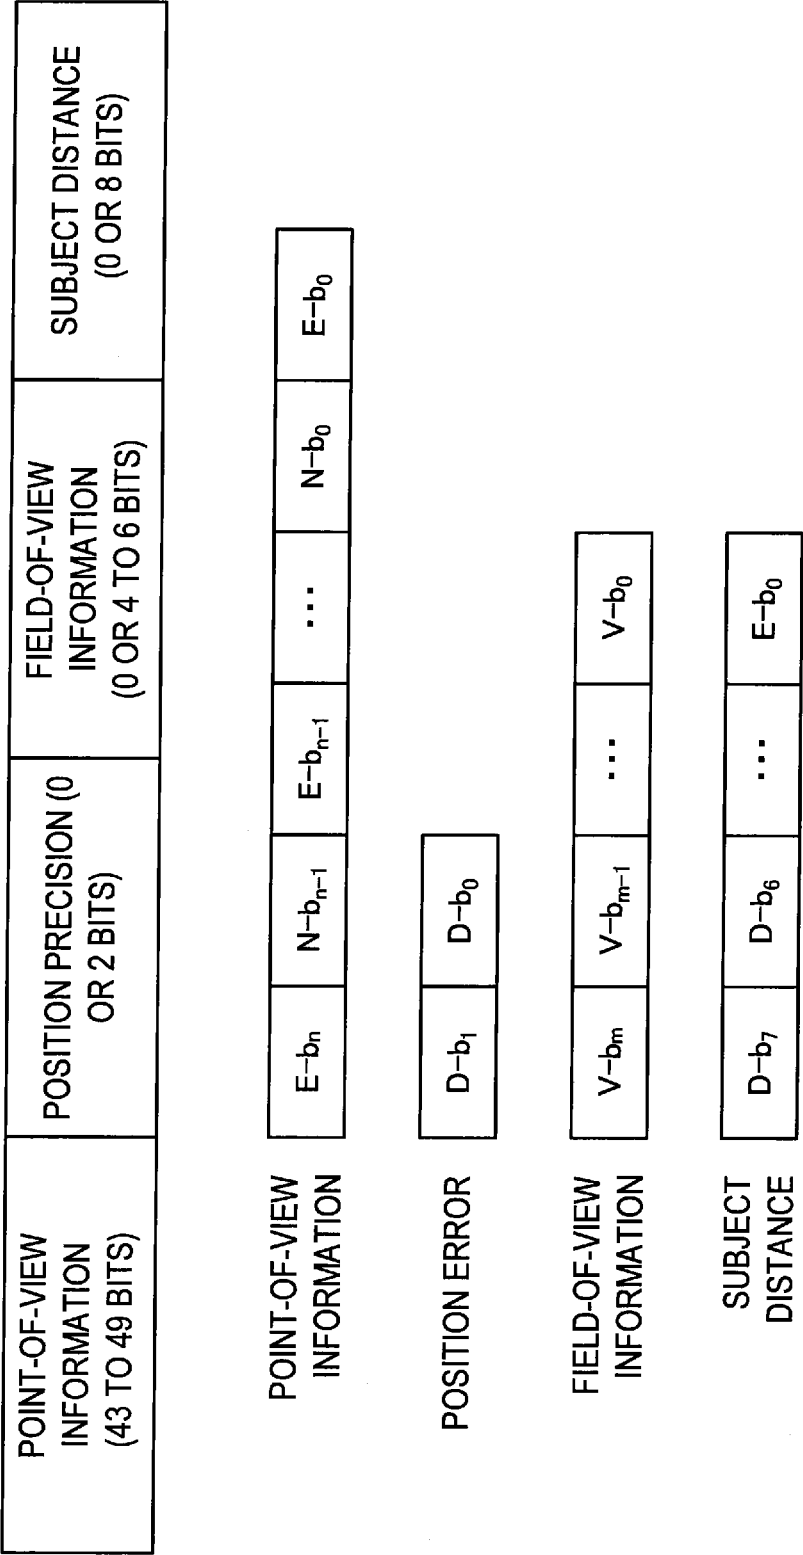 POINT-OF-VIEW
INFORMATION
(43 TO 49 BITS)
POSITION PRECISION (0
OR 2 BITS)
FIELD-OF-VIEW
INFORMATION
(0 OR 4 TO 6 BITS)
SUBJECT DISTANCE
(0 OR 8 BITS)
POINT-OF-VIEW
INFORMATION
E-bn
N-bn-1
E-bn-1
...
N-b0
E-b0
POSITION ERROR
D-b1
D-b0
FIELD-OF-VIEW
INFORMATION
V-bm
V-bm-1
...
V-b0
SUBJECT
DISTANCE
D-b7
D-b6
...
E-b0